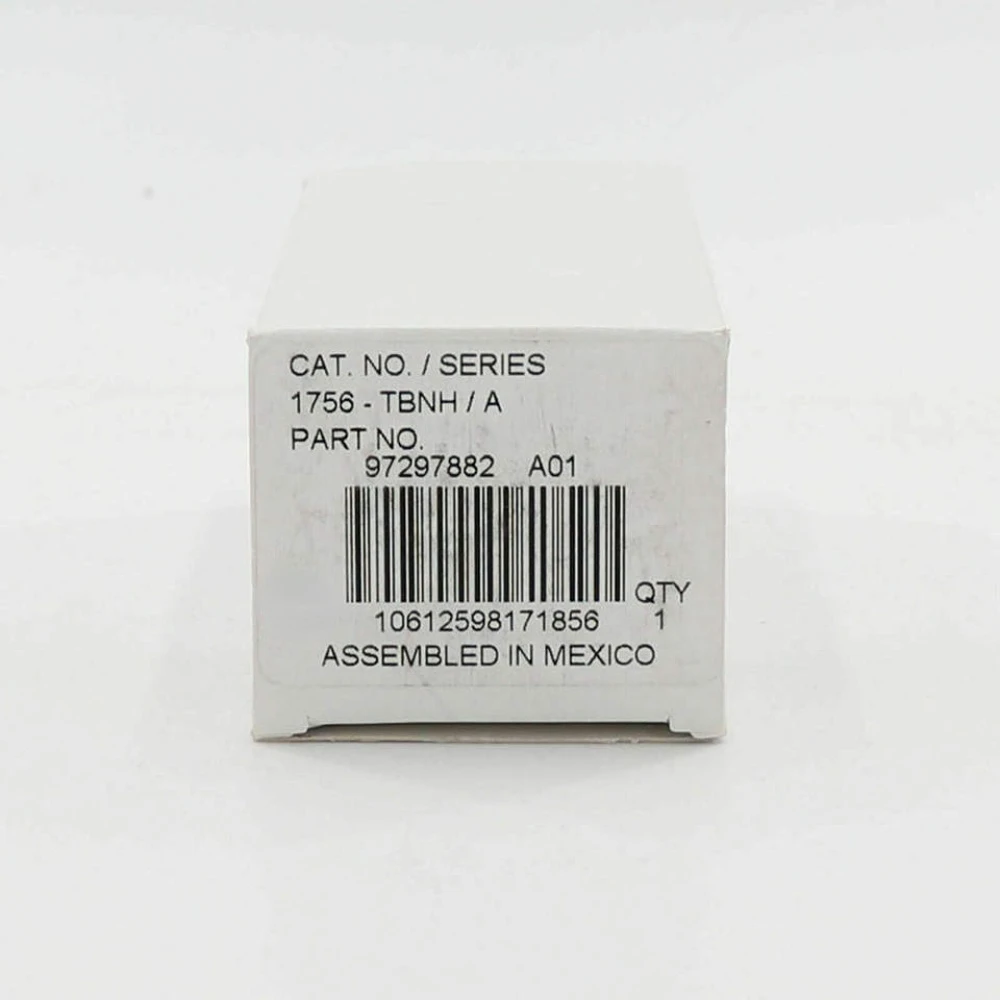 CAT. NO. / SERIES
1756 - TBNH / A
PART NO.
97297882 A01
QTY
10612598171856 1
ASSEMBLED IN MEXICO